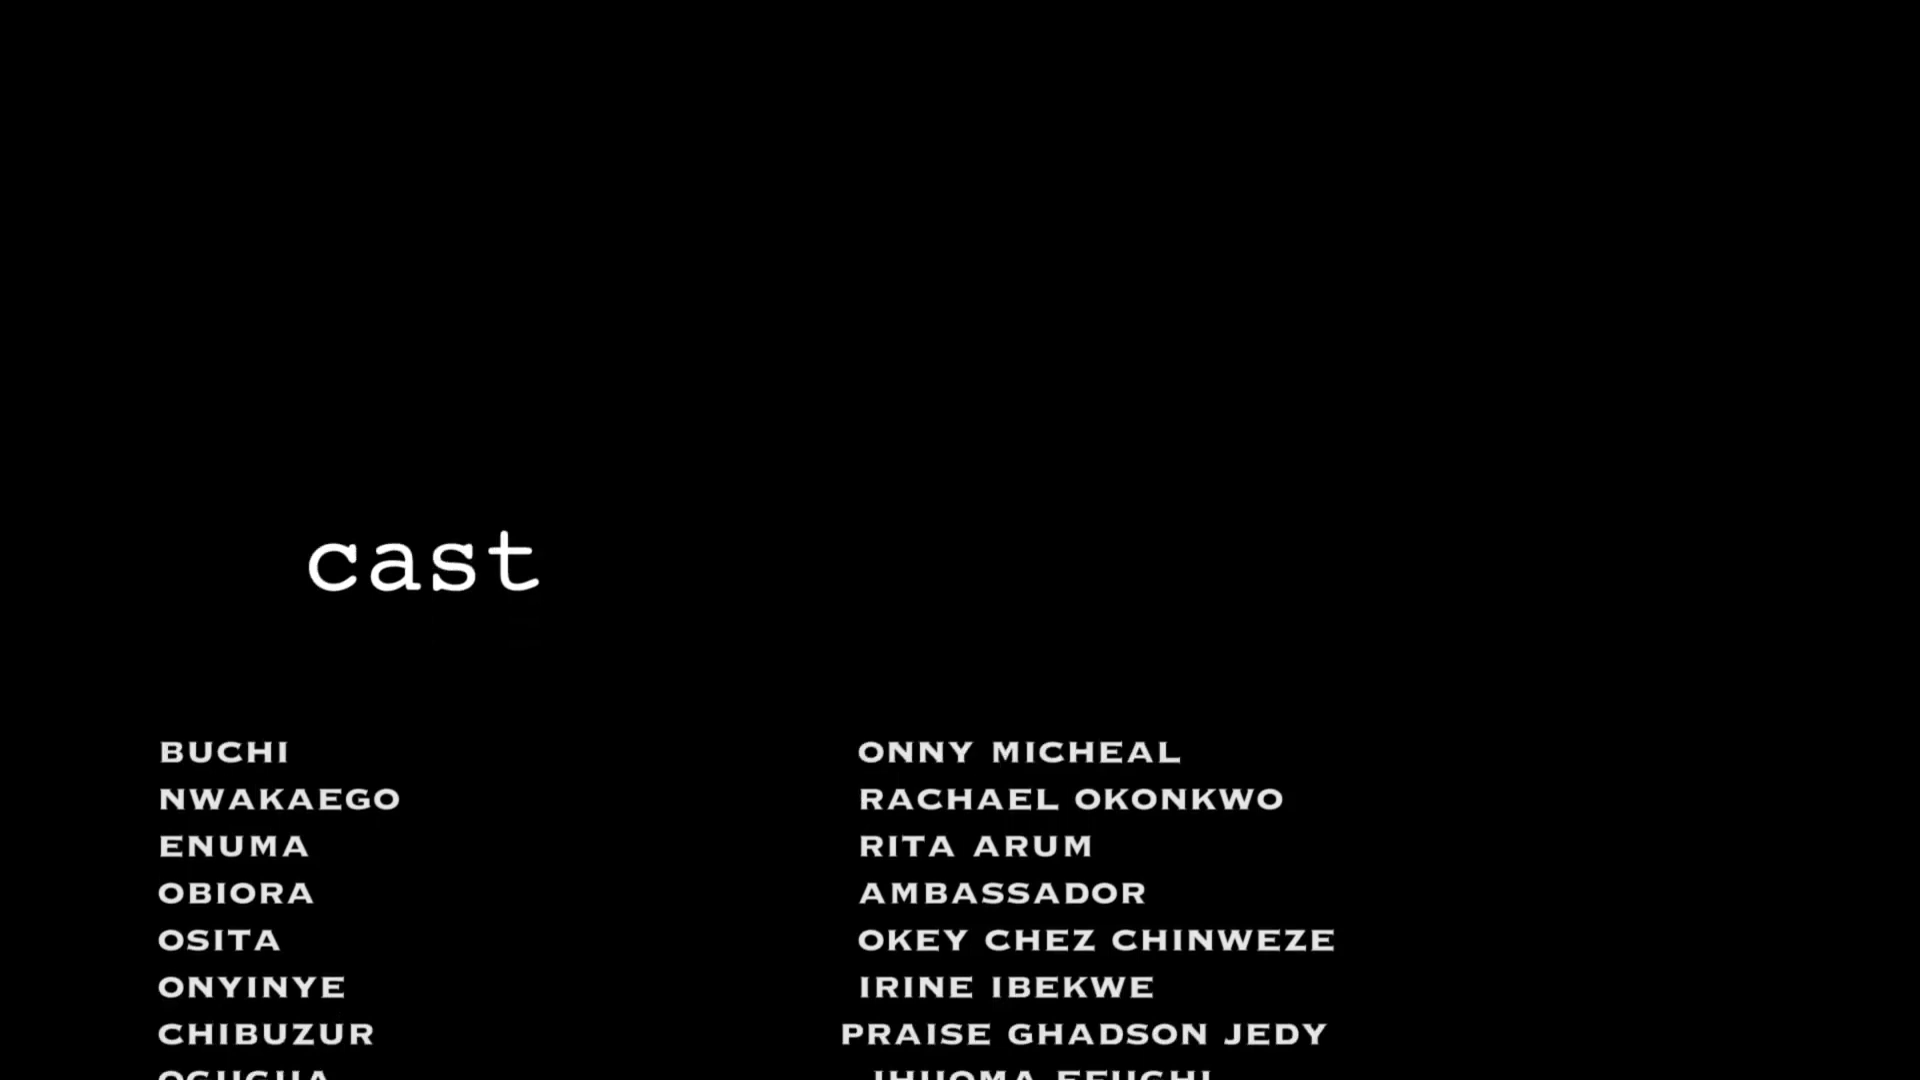 cast
BUCHI ONNY MICHEAL
NWAKAEGO RACHAEL OKONKWO
ENUMA RITA ARUM
OBIORA AMBASSADOR
OSITA OKEY CHEZ CHINWEZE
ONYINYE IRINE IBEKWE
CHIBUZUR PRAISE GHADSON JEDY
IHUOMA